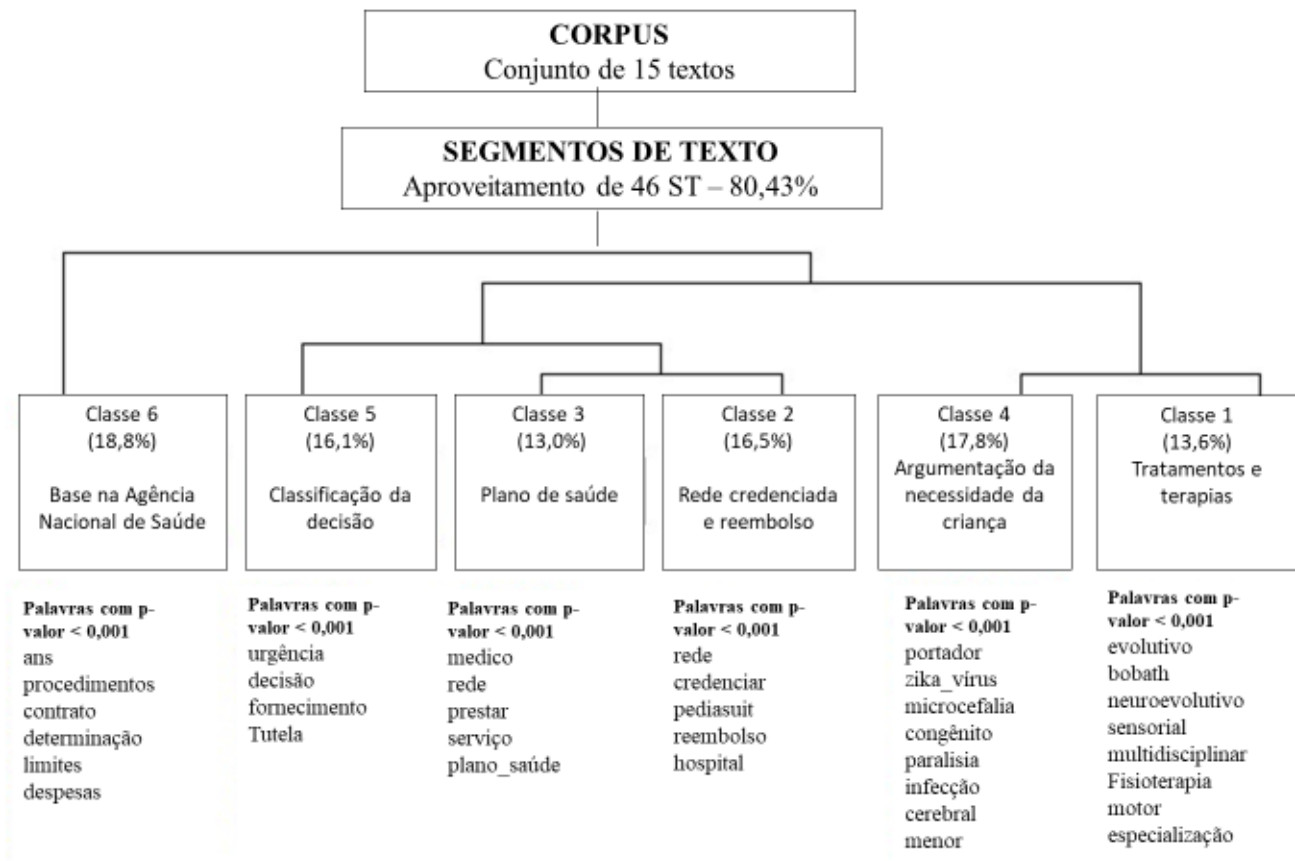 CORPUS
Conjunto de 15 textos
SEGMENTOS DE TEXTO
Aproveitamento de 46 ST – 80,43%
Classe 6
(18,8%)
Base na Agência
Nacional de Saúde
Classe 5
(16,1%)
Classificação da
decisão
Classe 3
(13,0%)
Plano de saúde
Classe 2
(16,5%)
Rede credenciada
e reembolso
Classe 4
(17,8%)
Argumentação da
necessidade da
criança
Classe 1
(13,6%)
Tratamentos e
terapias
Palavras com p-
valor < 0,001
ans
procedimentos
contrato
determinação
limites
despesas
Palavras com p-
valor < 0,001
urgência
decisão
fornecimento
Tutela
Palavras com p-
valor < 0,001
medico
rede
prestar
serviço
plano_saúde
Palavras com p-
valor < 0,001
rede
credenciar
pediasuit
reembolso
hospital
Palavras com p-
valor < 0,001
portador
zika_vírus
microcefalia
congênito
paralisia
infecção
cerebral
menor
Palavras com p-
valor < 0,001
evolutivo
bobath
neuroevolutivo
sensorial
multidisciplinar
Fisioterapia
motor
especialização